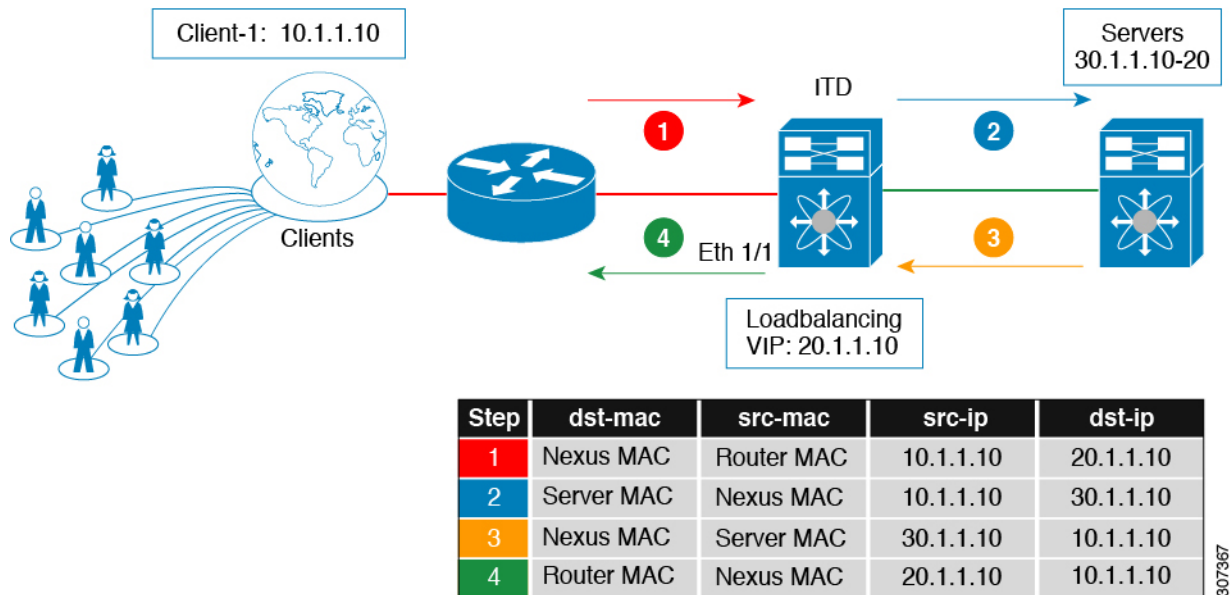 Client-1: 10.1.1.10
Servers
30.1.1.10-20
ITD
1
2
Clients
4
Eth 1/1
3
Loadbalancing
VIP: 20.1.1.10
Step dst-mac src-mac src-ip dst-ip
1 Nexus MAC Router MAC 10.1.1.10 20.1.1.10
2 Server MAC Nexus MAC 10.1.1.10 30.1.1.10
3 Nexus MAC Server MAC 30.1.1.10 10.1.1.10
4 Router MAC Nexus MAC 20.1.1.10 10.1.1.10
307367